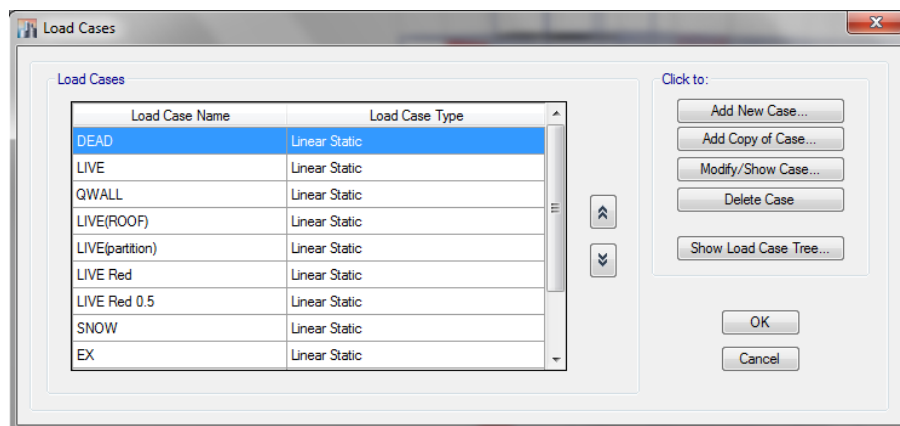 Load Cases
Load Cases
Click to:
Load Case Name Load Case Type
DEAD Linear Static
LIVE Linear Static
QWALL Linear Static
LIVE(ROOF) Linear Static
LIVE(partition) Linear Static
LIVE Red Linear Static
LIVE Red 0.5 Linear Static
SNOW Linear Static
EX Linear Static
Add New Case...
Add Copy of Case...
Modify/Show Case...
Delete Case
Show Load Case Tree...
OK
Cancel